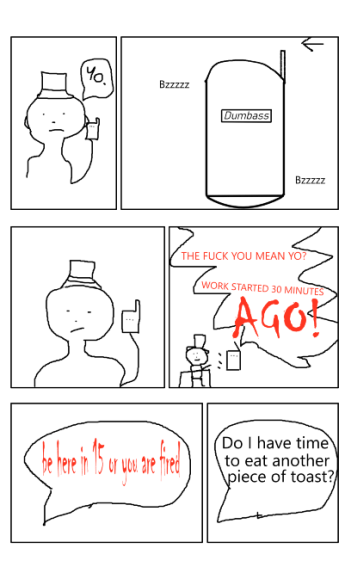 Bzzzzz
Dumbass
Bzzzzz
Yo.
THE FUCK YOU MEAN YO?
WORK STARTED 30 MINUTES
AGO!
be here in 15 or you are fired
Do I have time
to eat another
piece of toast?